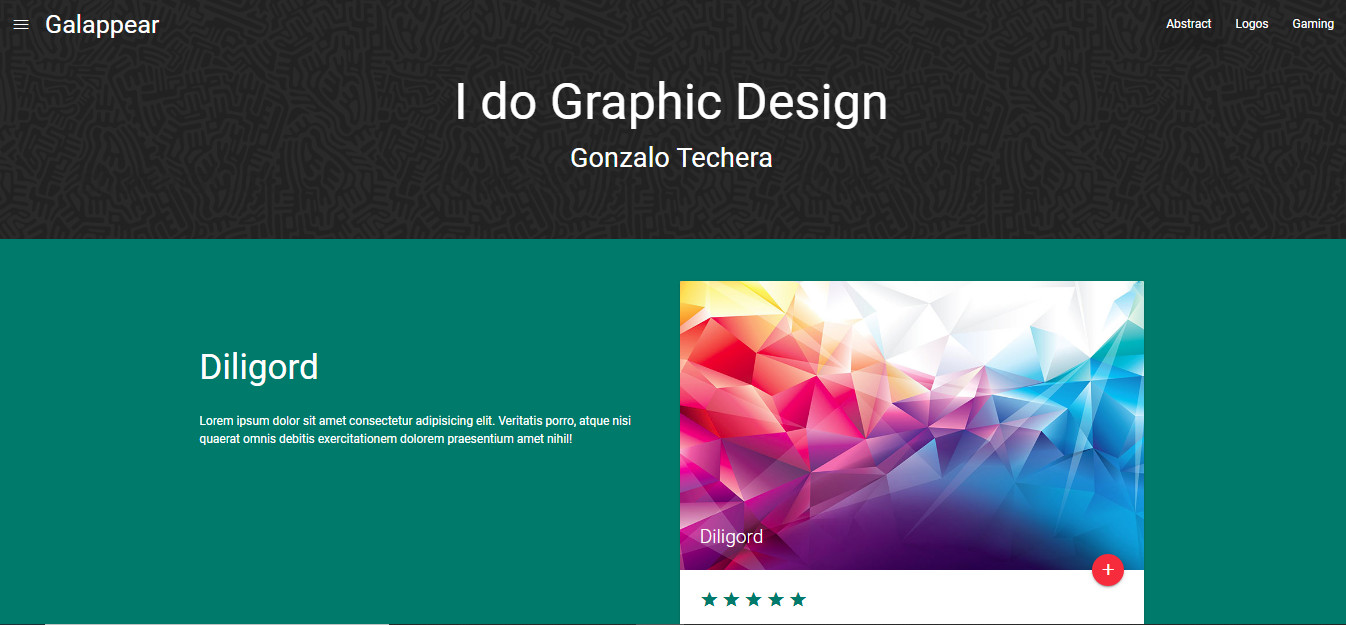 Galappear
Abstract
Logos
Gaming
I do Graphic Design
Gonzalo Techera
Diligord
Lorem ipsum dolor sit amet consectetur adipisicing elit. Veritatis porro, atque nisi
quaerat omnis debitis exercitationem dolorem praesentium amet nihil!
Diligord